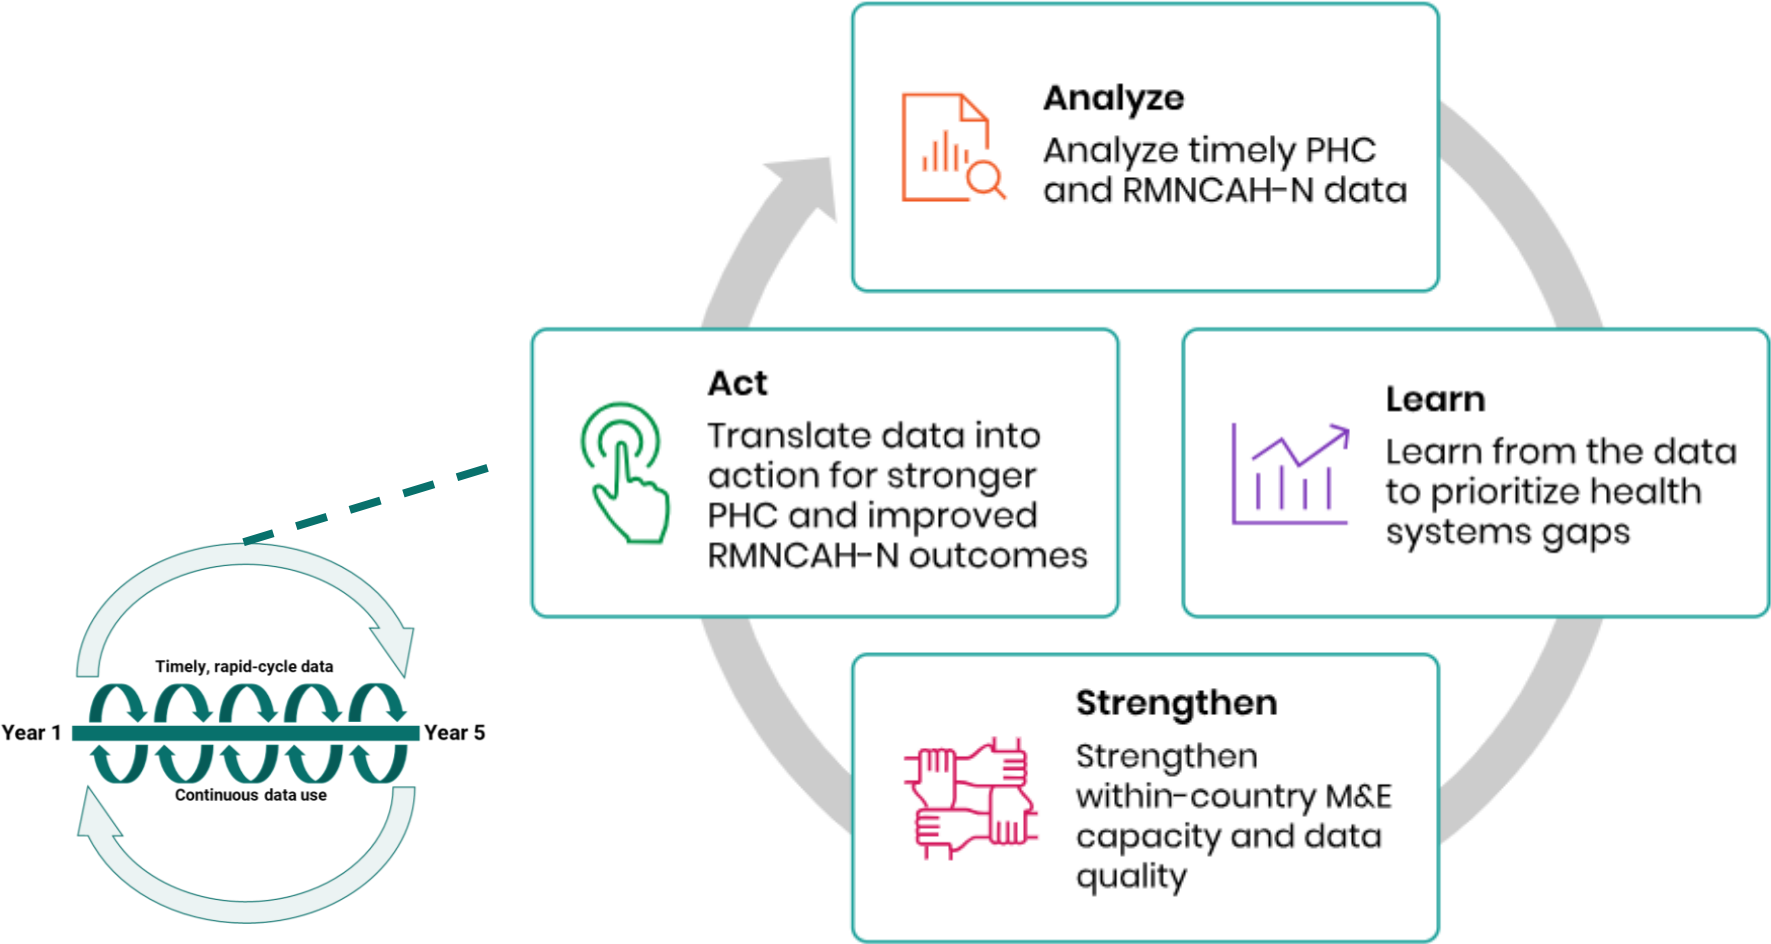 Analyze
Analyze timely PHC
and RMNCAH-N data
Act
Translate data into
action for stronger
PHC and improved
RMNCAH-N outcomes
Learn
Learn from the data
to prioritize health
systems gaps
Strengthen
Strengthen
within-country M&E
capacity and data
quality
Timely, rapid-cycle data
Year 1
Year 5
Continuous data use